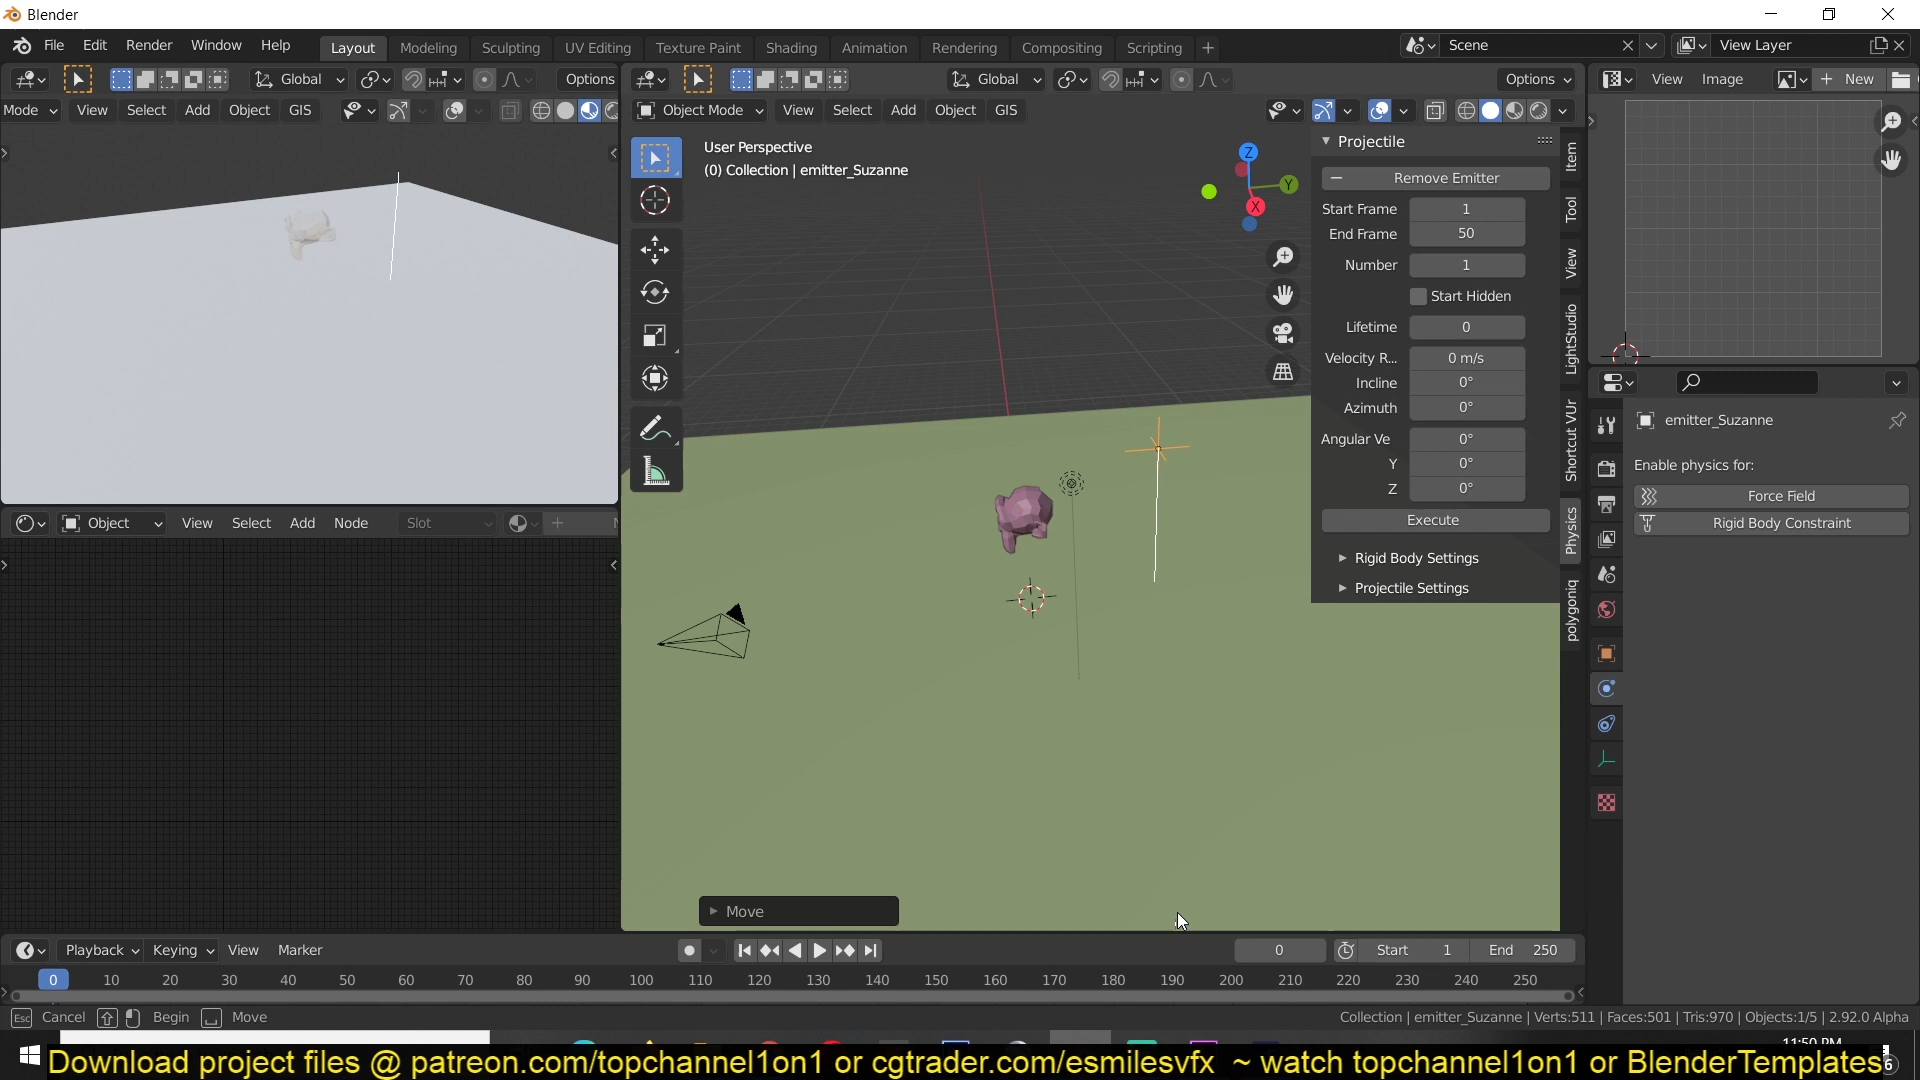 Blender
File Edit Render Window Help Layout Modeling Sculpting UV Editing Texture Paint Shading Animation Rendering Compositing Scripting + Scene View Layer
Global Options Global Options View Image New
Mode View Select Add Object GIS Object Mode View Select Add Object GIS
User Perspective
(0) Collection | emitter_Suzanne
Z
Y
X
Projectile
Remove Emitter
Start Frame 1
End Frame 50
Number 1
Start Hidden
Lifetime 0
Velocity R... 0 m/s
Incline 0°
Azimuth 0°
Angular Ve 0°
Y 0°
Z 0°
Execute
Rigid Body Settings
Projectile Settings
Item
Tool
View
LightStudio
Shortcut VUr
Physics
polygoniq
emitter_Suzanne
Enable physics for:
Force Field
Rigid Body Constraint
Object View Select Add Node Slot
Move
Playback Keying View Marker 0 Start 1 End 250
0 10 20 30 40 50 60 70 80 90 100 110 120 130 140 150 160 170 180 190 200 210 220 230 240 250
Esc Cancel Begin Move Collection | emitter_Suzanne | Verts:511 | Faces:501 | Tris:970 | Objects:1/5 | 2.92.0 Alpha
11:50 PM
Download project files @ patreon.com/topchannel1on1 or cgtrader.com/esmilesvfx ~ watch topchannel1on1 or BlenderTemplates
6